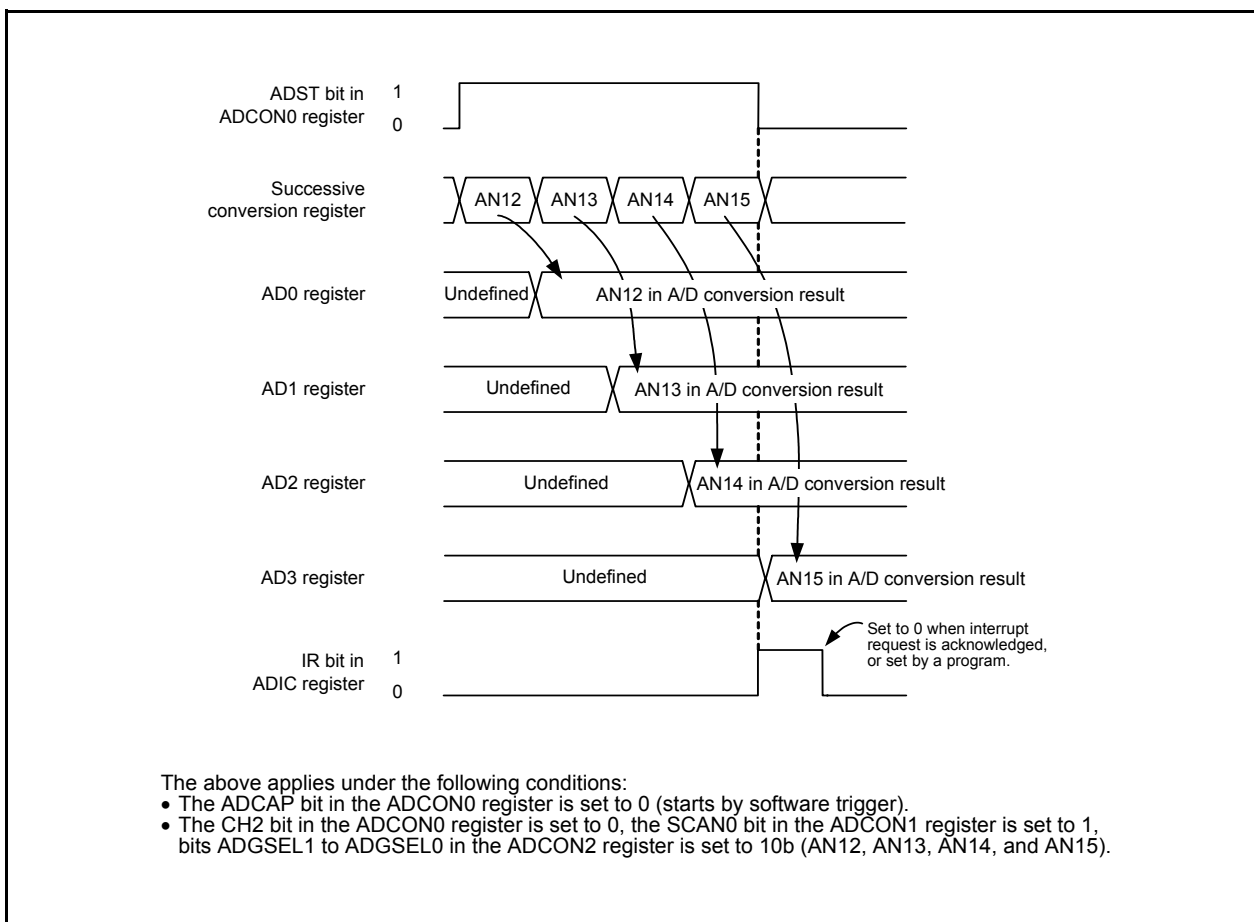 ADST bit in
ADCON0 register
1
0
Successive
conversion register
AN12
AN13
AN14
AN15
AD0 register
Undefined
AN12 in A/D conversion result
AD1 register
Undefined
AN13 in A/D conversion result
AD2 register
Undefined
AN14 in A/D conversion result
AD3 register
Undefined
AN15 in A/D conversion result
IR bit in
ADIC register
1
0
Set to 0 when interrupt
request is acknowledged,
or set by a program.
The above applies under the following conditions:
• The ADCAP bit in the ADCON0 register is set to 0 (starts by software trigger).
• The CH2 bit in the ADCON0 register is set to 0, the SCAN0 bit in the ADCON1 register is set to 1,
bits ADGSEL1 to ADGSEL0 in the ADCON2 register is set to 10b (AN12, AN13, AN14, and AN15).